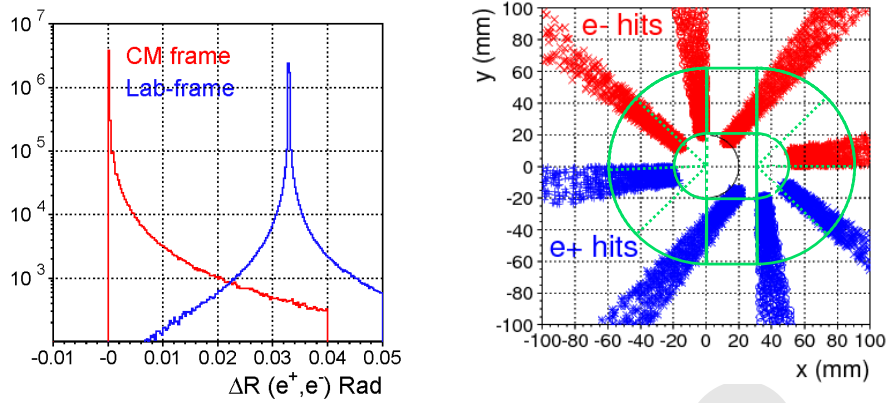 10^7
10^6
10^5
10^4
10^3
CM frame
Lab-frame
-0.01 -0 0.01 0.02 0.03 0.04 0.05
ΔR (e⁺,e⁻) Rad
y (mm)
100
80
60
40
20
0
-20
-40
-60
-80
-100
e- hits
e+ hits
-100-80 -60 -40 -20 0 20 40 60 80 100
x (mm)